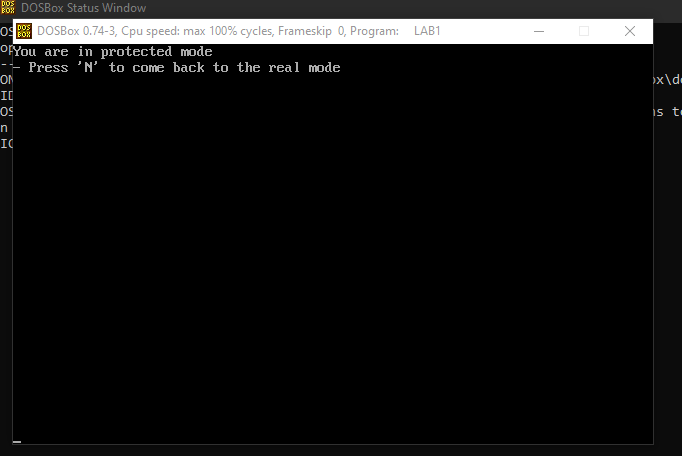 DOSBox Status Window
DOSBox 0.74-3, Cpu speed: max 100% cycles, Frameskip 0, Program: LAB1
You are in protected mode
- Press 'N' to come back to the real mode